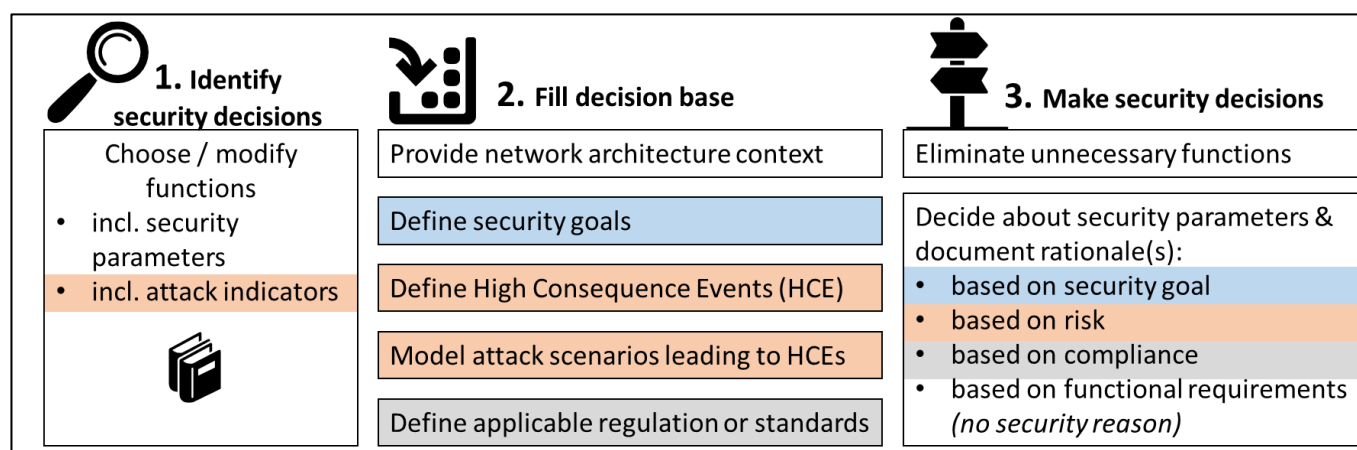 1. Identify
security decisions
Choose / modify
functions
• incl. security
parameters
• incl. attack indicators
2. Fill decision base
Provide network architecture context
Define security goals
Define High Consequence Events (HCE)
Model attack scenarios leading to HCEs
Define applicable regulation or standards
3. Make security decisions
Eliminate unnecessary functions
Decide about security parameters &
document rationale(s):
• based on security goal
• based on risk
• based on compliance
• based on functional requirements
(no security reason)